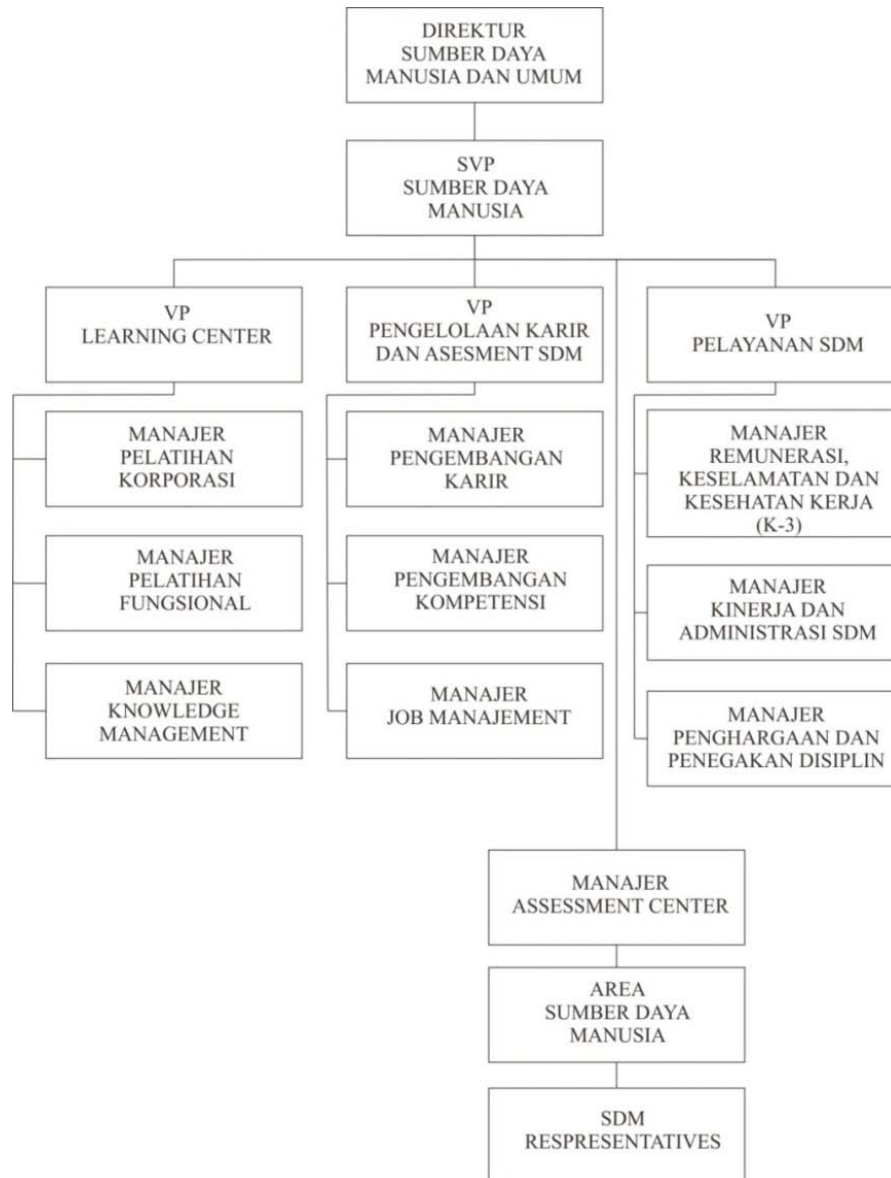 DIREKTUR
SUMBER DAYA
MANUSIA DAN UMUM
SVP
SUMBER DAYA
MANUSIA
VP
LEARNING CENTER
VP
PENGELOLAAN KARIR
DAN ASESMENT SDM
VP
PELAYANAN SDM
MANAJER
PELATIHAN
KORPORASI
MANAJER
PENGEMBANGAN
KARIR
MANAJER
REMUNERASI,
KESELAMATAN DAN
KESEHATAN KERJA
(K-3)
MANAJER
PELATIHAN
FUNGSIONAL
MANAJER
PENGEMBANGAN
KOMPETENSI
MANAJER
KINERJA DAN
ADMINISTRASI SDM
MANAJER
KNOWLEDGE
MANAGEMENT
MANAJER
JOB MANAJEMENT
MANAJER
PENGHARGAAN DAN
PENEGAKAN DISIPLIN
MANAJER
ASSESSMENT CENTER
AREA
SUMBER DAYA
MANUSIA
SDM
RESPRESENTATIVES